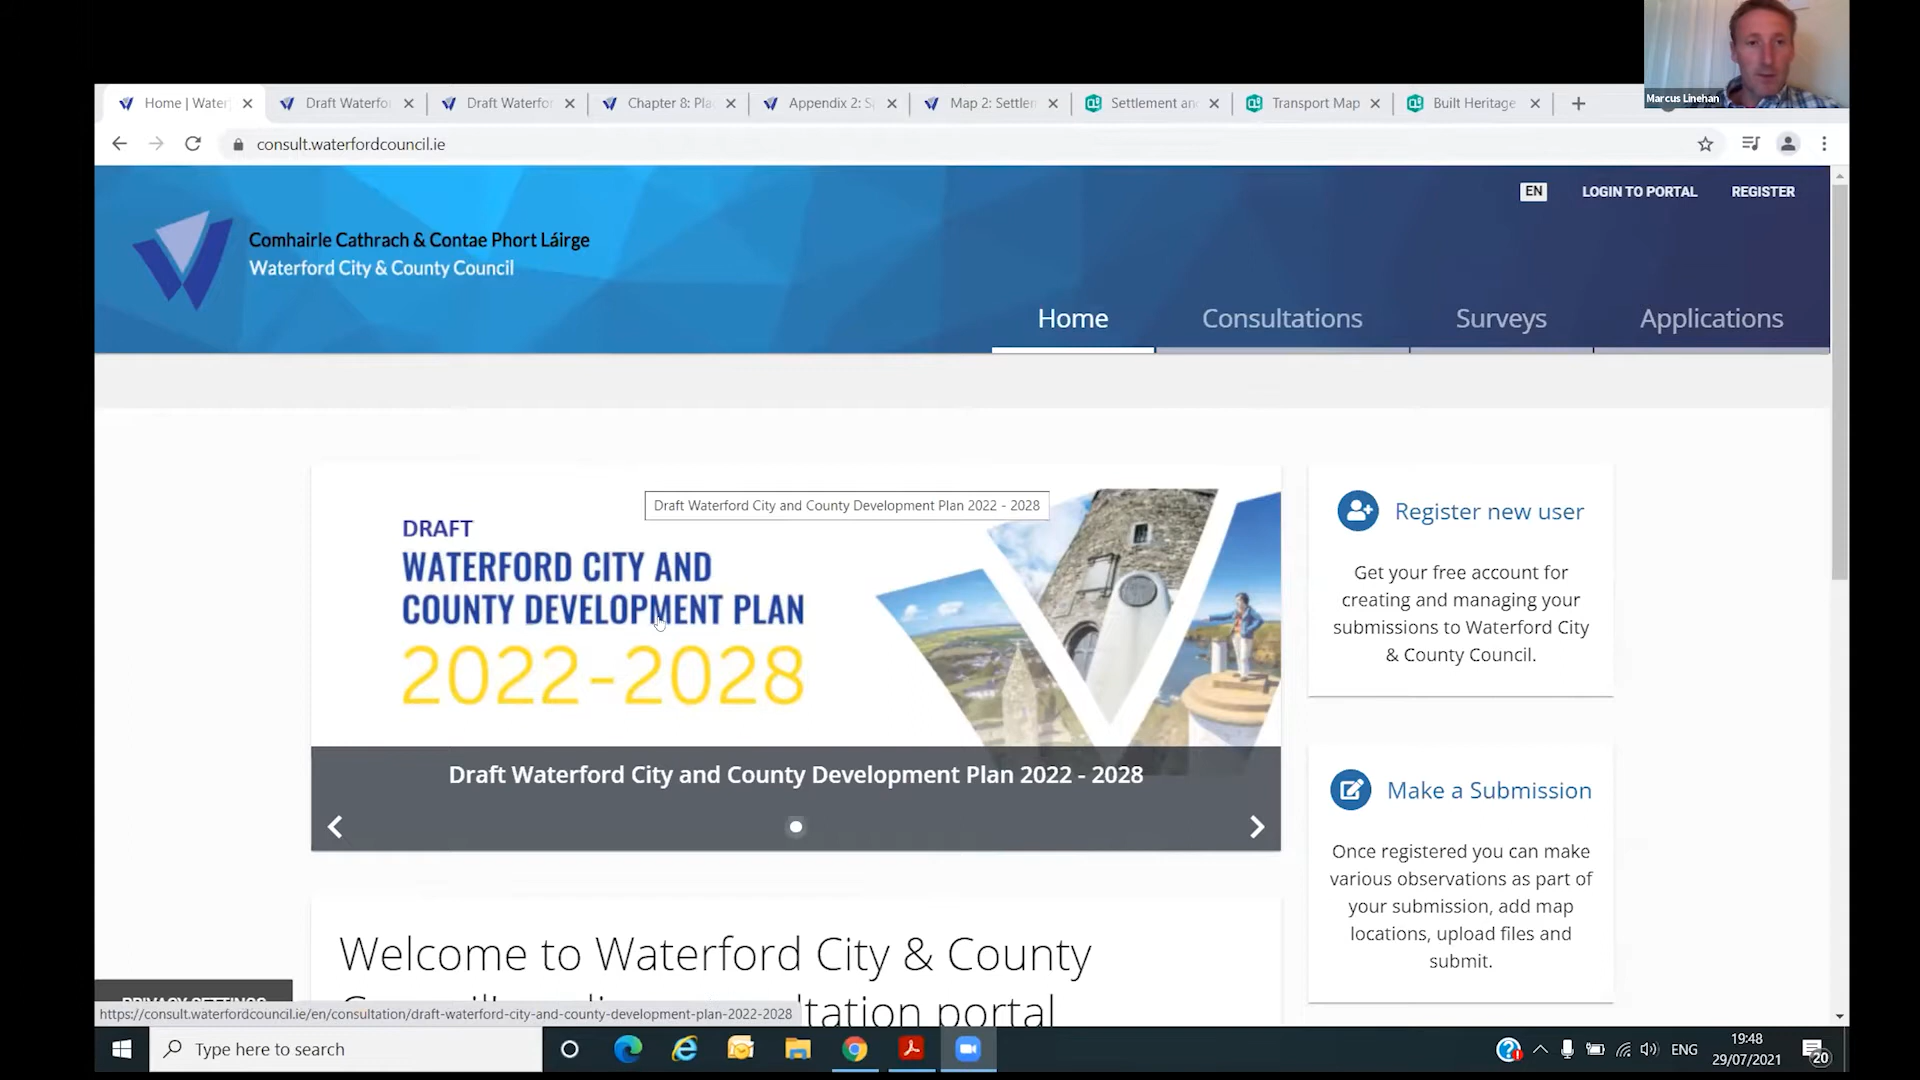 Marcus Linehan
Home | Water
Draft Waterfo
Draft Waterfor
Chapter 8: Pla
Appendix 2: S
Map 2: Settlem
Settlement an
Transport Map
Built Heritage
consult.waterfordcouncil.ie
EN
LOGIN TO PORTAL
REGISTER
Comhairle Cathrach & Contae Phort Láirge
Waterford City & County Council
Home
Consultations
Surveys
Applications
Draft Waterford City and County Development Plan 2022 - 2028
DRAFT
WATERFORD CITY AND
COUNTY DEVELOPMENT PLAN
2022-2028
Draft Waterford City and County Development Plan 2022 - 2028
Register new user
Get your free account for
creating and managing your
submissions to Waterford City
& County Council.
Make a Submission
Once registered you can make
various observations as part of
your submission, add map
locations, upload files and
submit.
Welcome to Waterford City & County
tation portal
PRIVACY SETTINGS
https://consult.waterfordcouncil.ie/en/consultation/draft-waterford-city-and-county-development-plan-2022-2028
Type here to search
ENG
19:48
29/07/2021
20